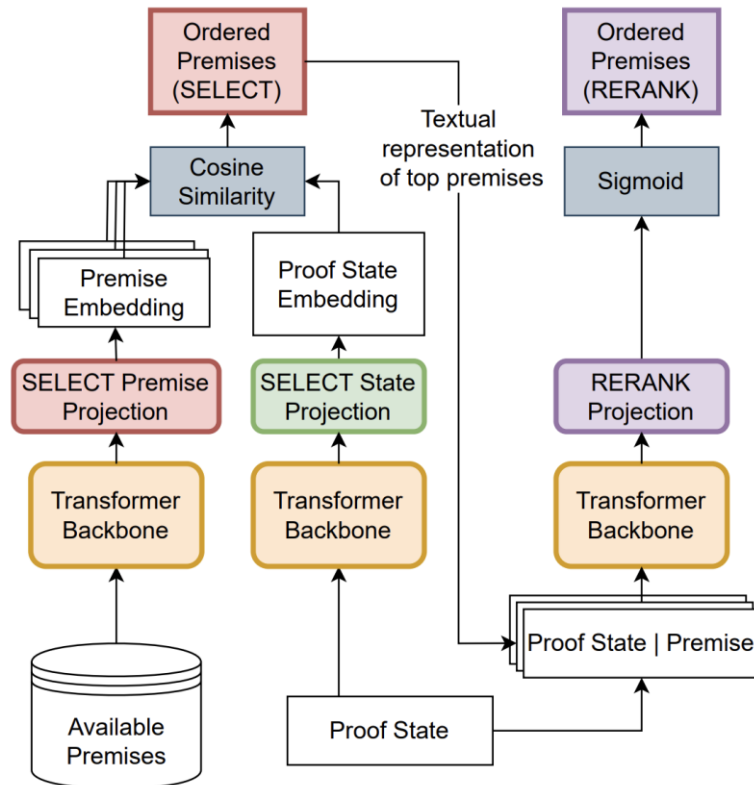 Ordered
Premises
(SELECT)
Ordered
Premises
(RERANK)
Textual
representation
of top premises
Cosine
Similarity
Sigmoid
Premise
Embedding
Proof State
Embedding
SELECT Premise
Projection
SELECT State
Projection
RERANK
Projection
Transformer
Backbone
Transformer
Backbone
Transformer
Backbone
Proof State | Premise
Available
Premises
Proof State